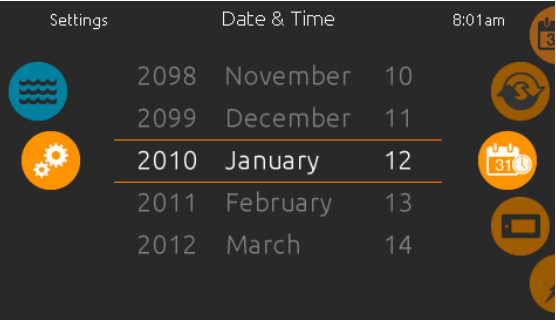 Settings Date & Time 8:01am
2098 November 10
2099 December 11
2010 January 12
2011 February 13
2012 March 14
31